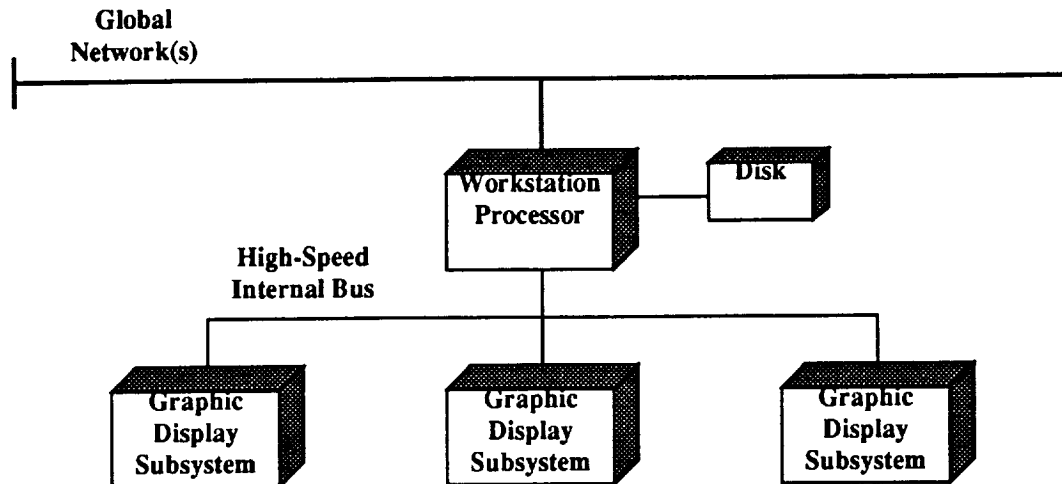 Global
Network(s)
Workstation
Processor
Disk
High-Speed
Internal Bus
Graphic
Display
Subsystem
Graphic
Display
Subsystem
Graphic
Display
Subsystem